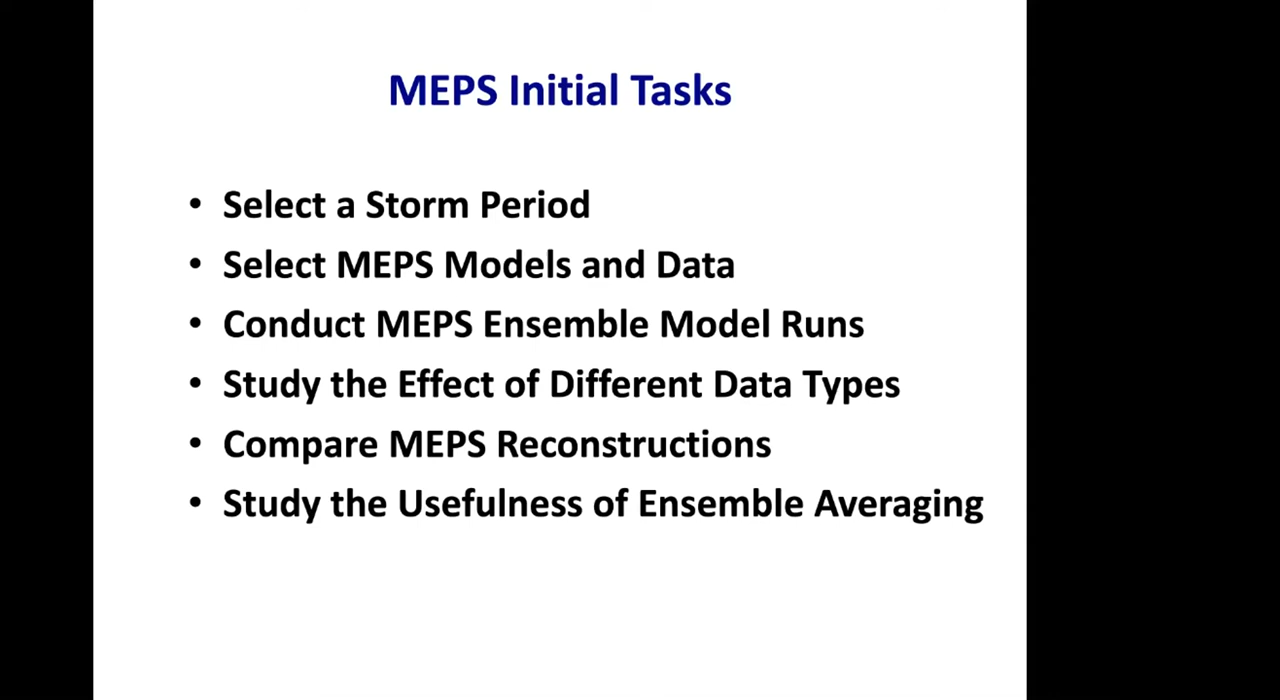 MEPS Initial Tasks
• Select a Storm Period
• Select MEPS Models and Data
• Conduct MEPS Ensemble Model Runs
• Study the Effect of Different Data Types
• Compare MEPS Reconstructions
• Study the Usefulness of Ensemble Averaging